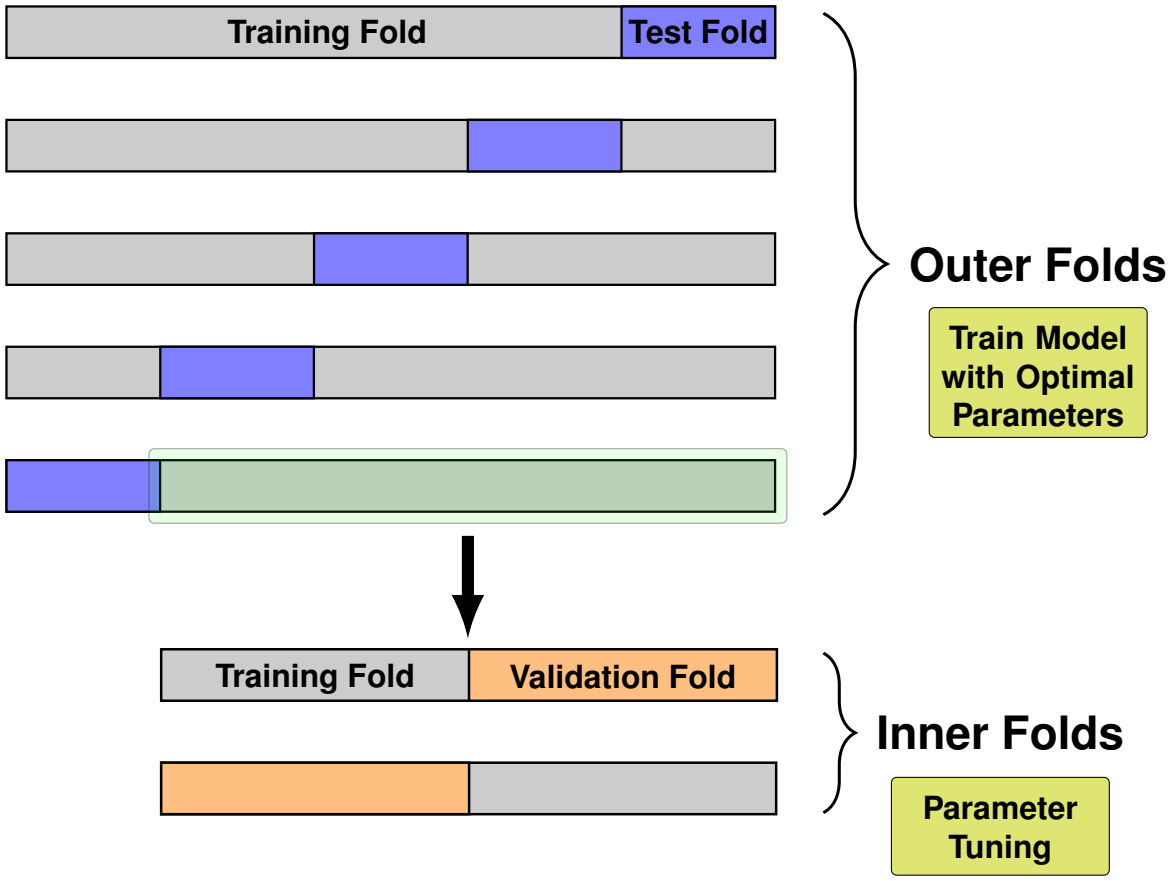 Training Fold
Test Fold
Outer Folds
Train Model
with Optimal
Parameters
Training Fold
Validation Fold
Inner Folds
Parameter
Tuning